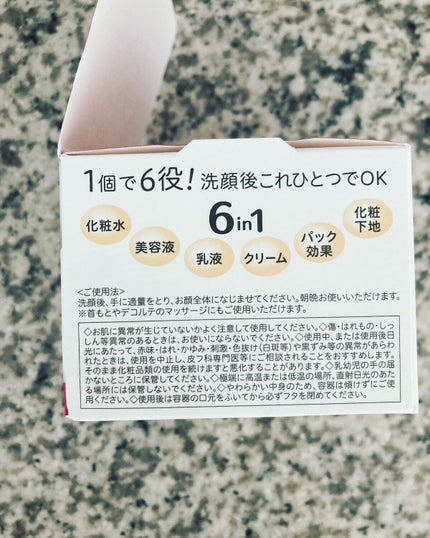 1個で6役！洗顔後これひとつでOK
6in1
化粧水
美容液
乳液
クリーム
パック
効果
化粧
下地
<ご使用法>
洗顔後、手に適量をとり、お顔全体になじませてください。朝晩お使いいただけます。
※首もとやデコルテのマッサージにもご使用いただけます。
◇お肌に異常が生じていないかよく注意して使用してください。◇傷・はれもの・しっ
しん等異常のあるときは、お使いにならないでください。◇使用中、または使用後日
光にあたって、赤味・はれ・かゆみ・刺激・色抜け(白斑等)や黒ずみ等の異常があらわ
れたときは、使用を中止し、皮フ科専門医等にご相談されることをおすすめします。
そのまま化粧品類の使用を続けますと悪化することがあります。◇乳幼児の手の届
かないところに保管してください。◇極端に高温または低温の場所、直射日光のあた
る場所には保管しないでください。◇やわらかい中身のため、容器は傾けずにご使
用ください。◇使用後は容器の口元をふいてから必ずフタを閉めてください。